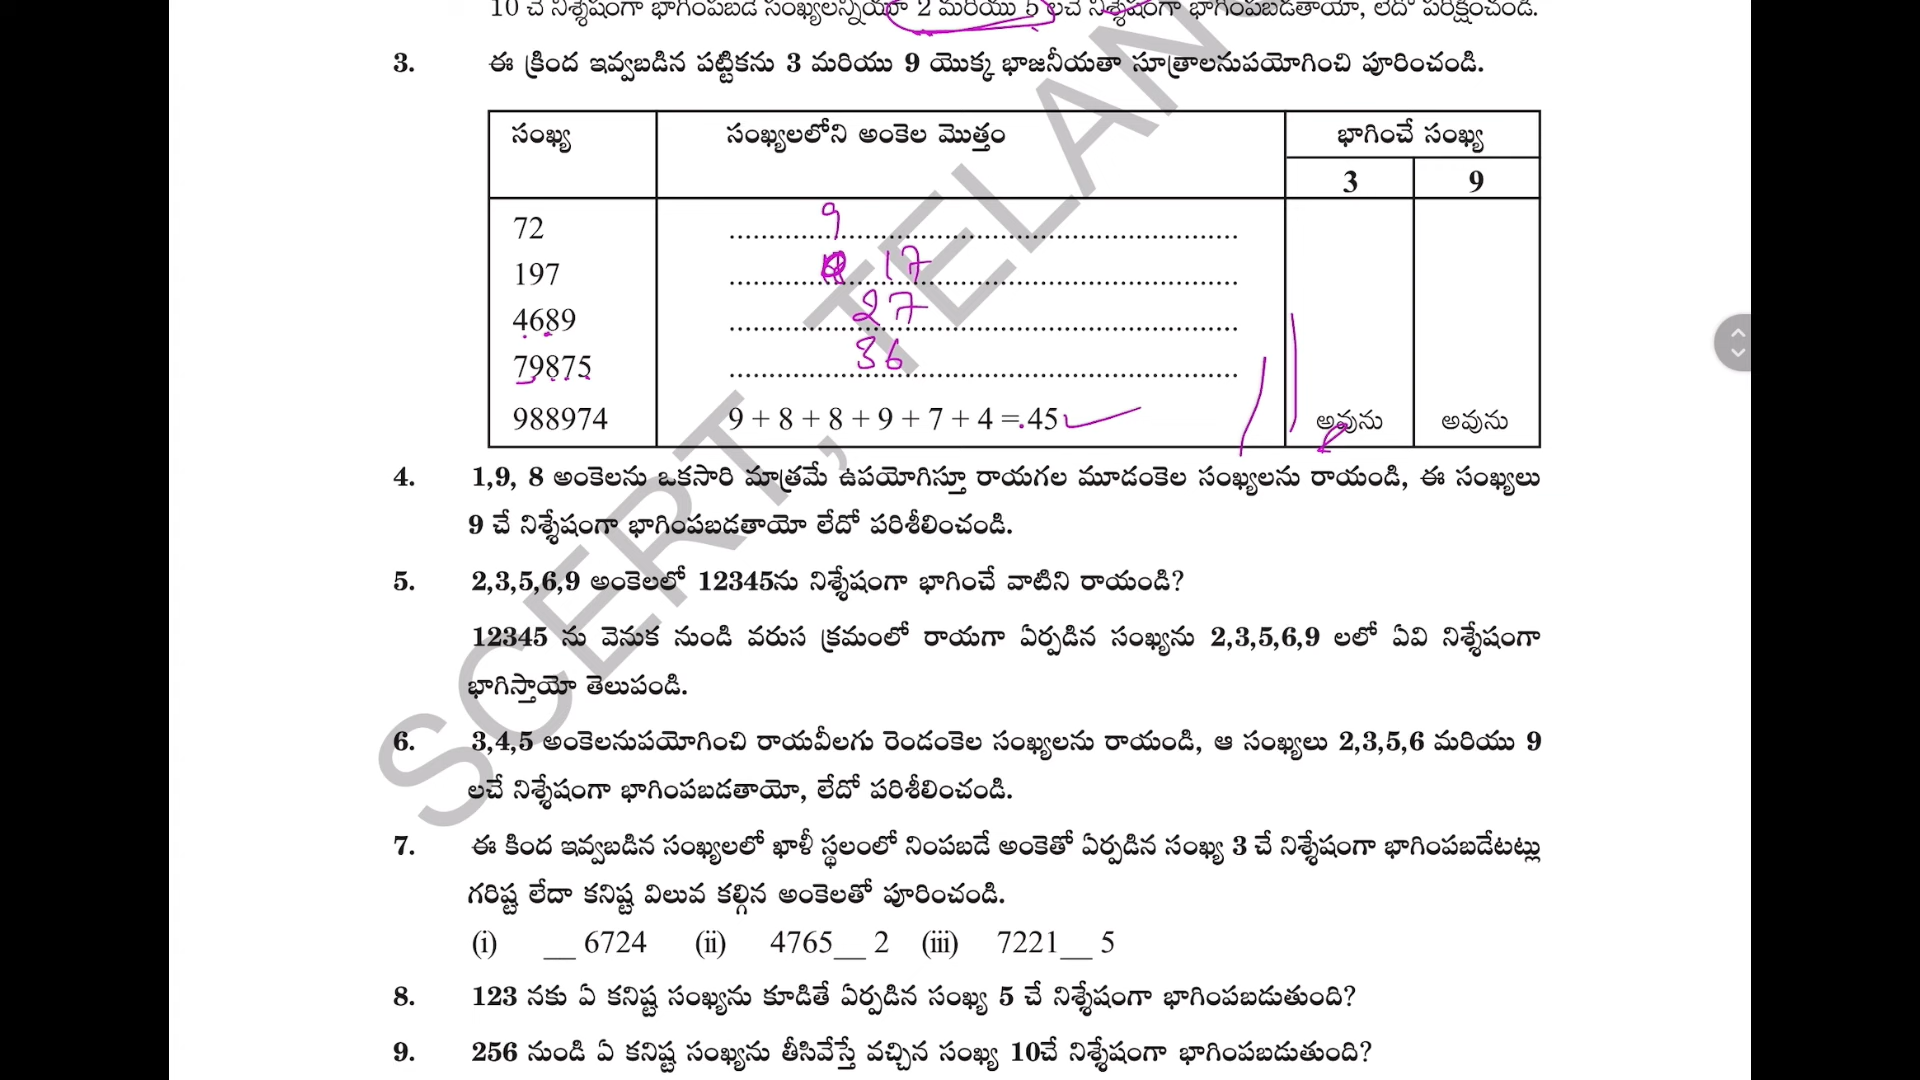 10 చే నిశ్శేషంగా భాగింపబడే సంఖ్యలన్నియూ 2 మరియు 5 లచే నిశ్శేషంగా భాగింపబడతాయో, లేదో పరీక్షించండి.
3. ఈ క్రింద ఇవ్వబడిన పట్టికను 3 మరియు 9 యొక్క భాజనీయతా సూత్రాలనుపయోగించి పూరించండి.
సంఖ్య సంఖ్యలలోని అంకెల మొత్తం భాగించే సంఖ్య
3 9
72 9
197 17
4689 27
79875 36
988974 9 + 8 + 8 + 9 + 7 + 4 = 45 అవును అవును
4. 1,9, 8 అంకెలను ఒకసారి మాత్రమే ఉపయోగిస్తూ రాయగల మూడంకెల సంఖ్యలను రాయండి, ఈ సంఖ్యలు
9 చే నిశ్శేషంగా భాగింపబడతాయో లేదో పరిశీలించండి.
5. 2,3,5,6,9 అంకెలలో 12345ను నిశ్శేషంగా భాగించే వాటిని రాయండి?
12345 ను వెనుక నుండి వరుస క్రమంలో రాయగా ఏర్పడిన సంఖ్యను 2,3,5,6,9 లలో ఏవి నిశ్శేషంగా
భాగిస్తాయో తెలుపండి.
6. 3,4,5 అంకెలనుపయోగించి రాయవీలగు రెండంకెల సంఖ్యలను రాయండి, ఆ సంఖ్యలు 2,3,5,6 మరియు 9
లచే నిశ్శేషంగా భాగింపబడతాయో, లేదో పరిశీలించండి.
7. ఈ కింద ఇవ్వబడిన సంఖ్యలలో ఖాళీ స్థలంలో నింపబడే అంకెతో ఏర్పడిన సంఖ్య 3 చే నిశ్శేషంగా భాగింపబడేటట్లు
గరిష్ట లేదా కనిష్ట విలువ కల్గిన అంకెలతో పూరించండి.
(i) __ 6724 (ii) 4765__ 2 (iii) 7221__ 5
8. 123 నకు ఏ కనిష్ట సంఖ్యను కూడితే ఏర్పడిన సంఖ్య 5 చే నిశ్శేషంగా భాగింపబడుతుంది?
9. 256 నుండి ఏ కనిష్ట సంఖ్యను తీసివేస్తే వచ్చిన సంఖ్య 10చే నిశ్శేషంగా భాగింపబడుతుంది?
SCERT, TELAN